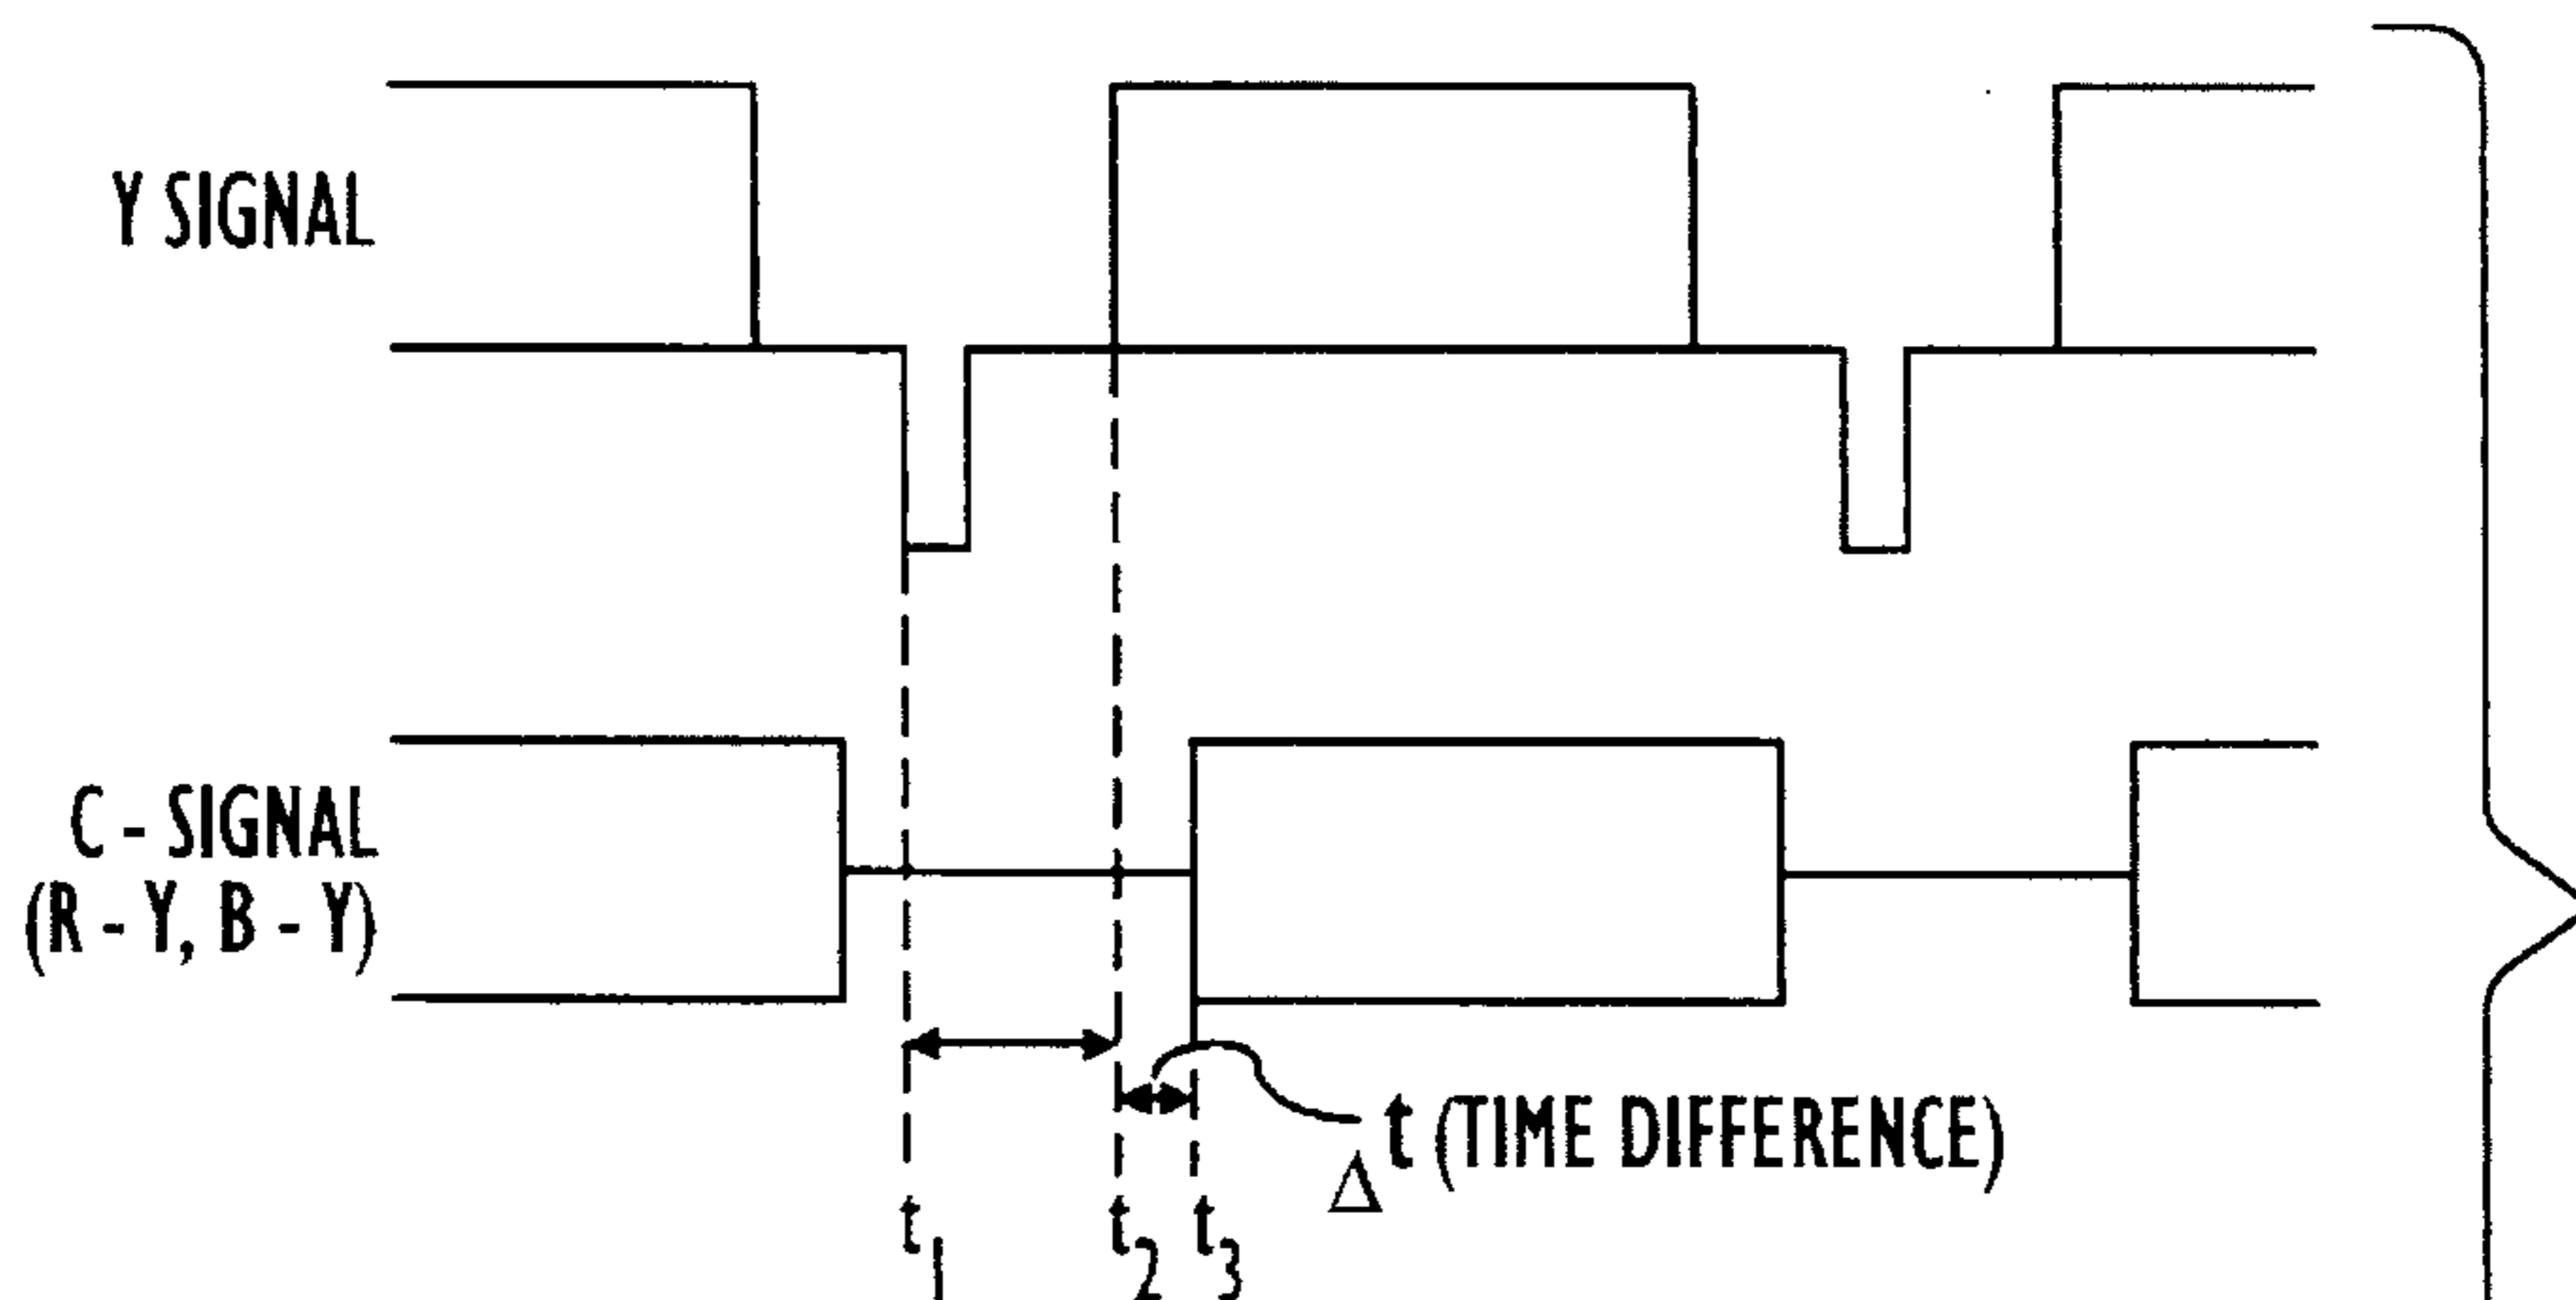 Y SIGNAL
C - SIGNAL
(R - Y, B - Y)
Δt (TIME DIFFERENCE)
t1 t2 t3